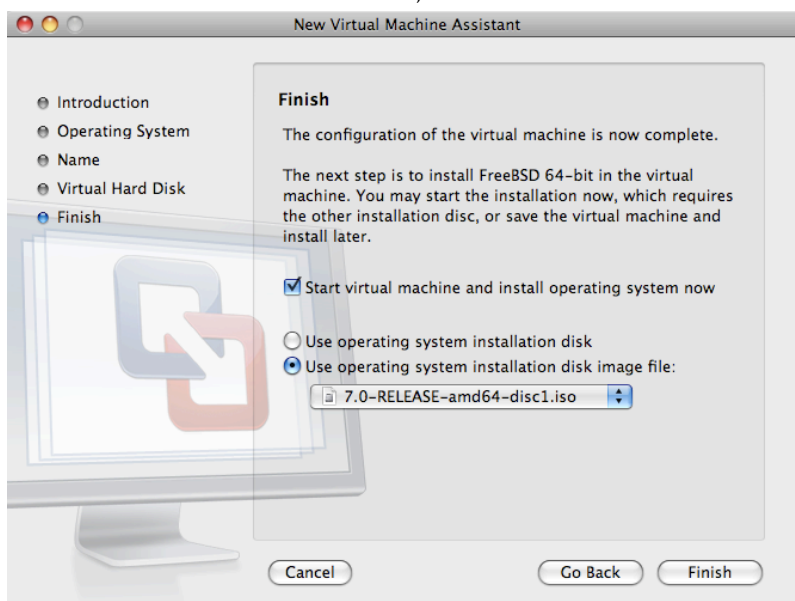 New Virtual Machine Assistant
Introduction
Operating System
Name
Virtual Hard Disk
Finish
Finish
The configuration of the virtual machine is now complete.
The next step is to install FreeBSD 64-bit in the virtual
machine. You may start the installation now, which requires
the other installation disc, or save the virtual machine and
install later.
Start virtual machine and install operating system now
Use operating system installation disk
Use operating system installation disk image file:
7.0-RELEASE-amd64-disc1.iso
Cancel
Go Back
Finish